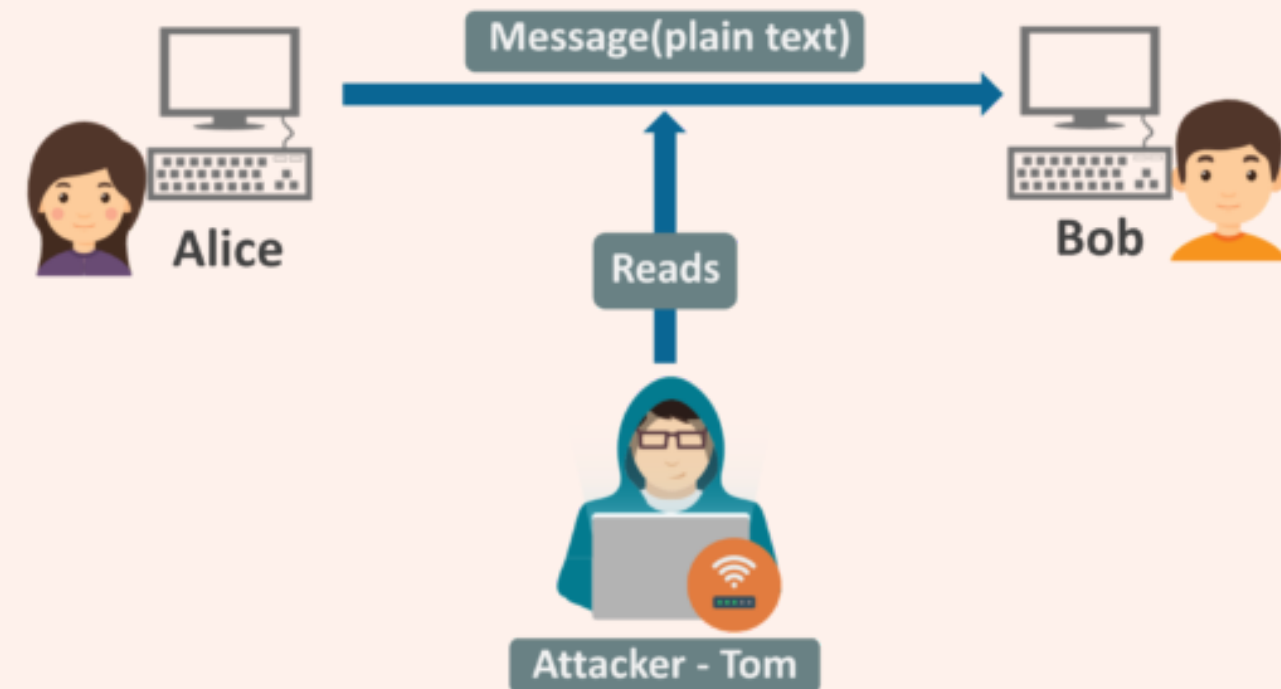 Message(plain text)
Alice
Bob
Reads
Attacker - Tom